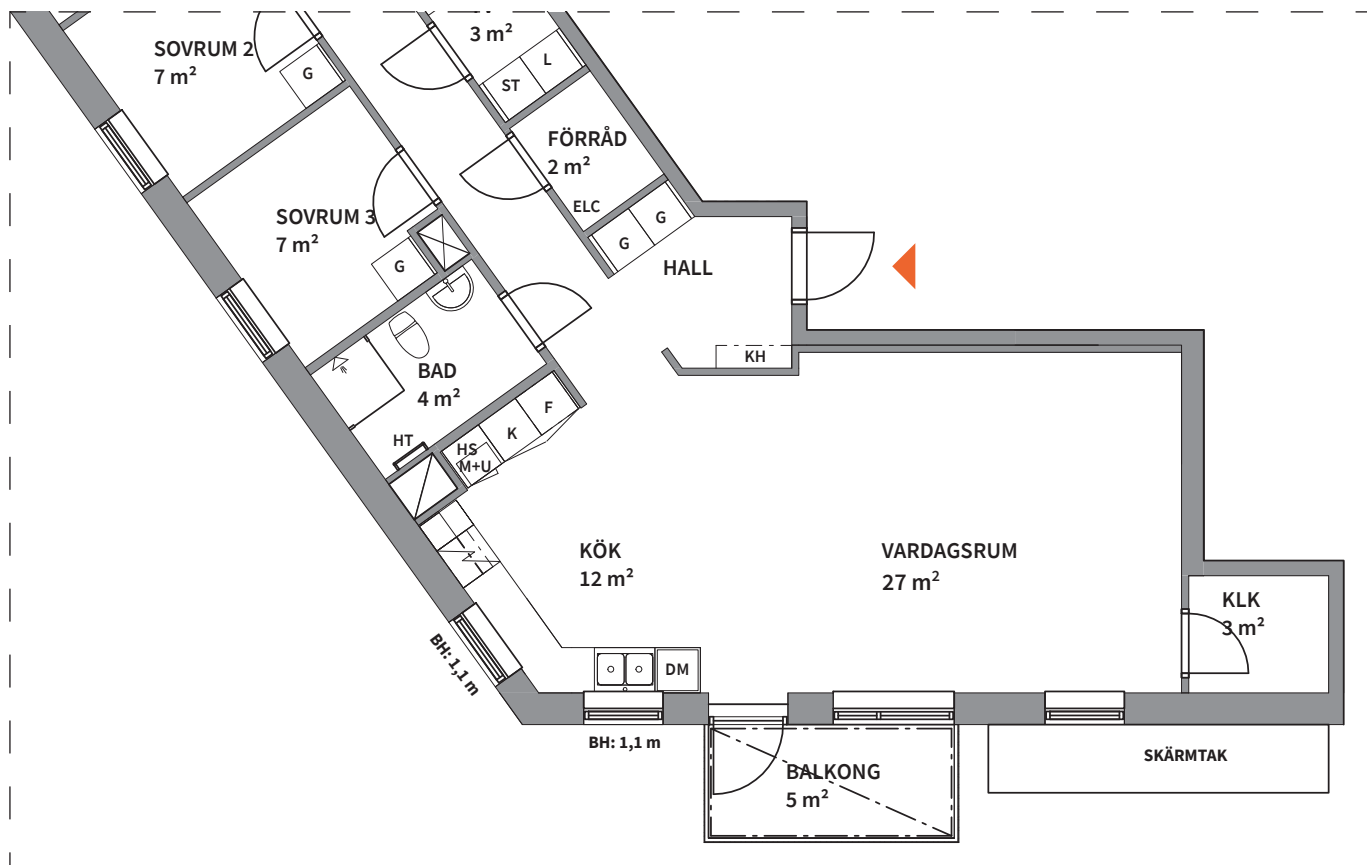 SOVRUM 2
7 m²
G
3 m²
ST
L
FÖRRÅD
2 m²
ELC
G
G
SOVRUM 3
7 m²
G
HALL
KH
BAD
4 m²
HT
HS
M+U
K
F
KÖK
12 m²
VARDAGSRUM
27 m²
KLK
3 m²
DM
BH: 1,1 m
BH: 1,1 m
BALKONG
5 m²
SKÄRMTAK